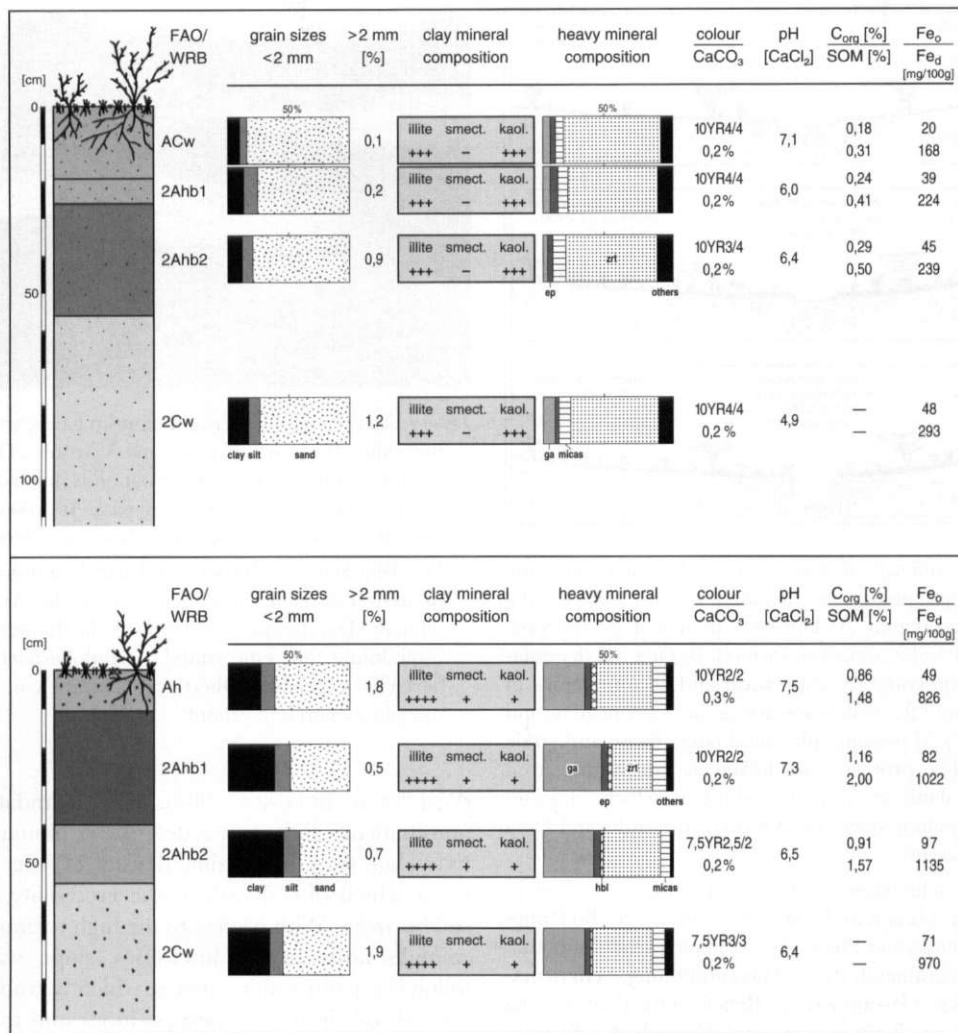 FAO/ grain sizes >2 mm clay mineral heavy mineral colour pH Corg [%] Feo
WRB <2 mm [%] composition composition CaCO3 [CaCl2] SOM [%] Fed
[cm] [mg/100g]
50% 50%
0
ACw 0,1 illite smect. kaol. 10YR4/4 7,1 0,18 20
+++ – +++ 0,2% 0,31 168
2Ahb1 0,2 illite smect. kaol. 10YR4/4 6,0 0,24 39
+++ – +++ 0,2% 0,41 224
2Ahb2 0,9 illite smect. kaol. zrt 10YR3/4 6,4 0,29 45
+++ – +++ 0,2% 0,50 239
ep others
50
2Cw 1,2 illite smect. kaol. 10YR4/4 4,9 — 48
+++ – +++ 0,2 % — 293
clay silt sand ga micas
100
FAO/ grain sizes >2 mm clay mineral heavy mineral colour pH Corg [%] Feo
WRB <2 mm [%] composition composition CaCO3 [CaCl2] SOM [%] Fed
[cm] [mg/100g]
50% 50%
0
Ah 1,8 illite smect. kaol. 10YR2/2 7,5 0,86 49
++++ + + 0,3% 1,48 826
2Ahb1 0,5 illite smect. kaol. ga zrt 10YR2/2 7,3 1,16 82
++++ + + 0,2% 2,00 1022
ep others
2Ahb2 0,7 illite smect. kaol. 7,5YR2,5/2 6,5 0,91 97
++++ + + 0,2% 1,57 1135
50
clay silt sand hbl micas
2Cw 1,9 illite smect. kaol. 7,5YR3/3 6,4 — 71
++++ + + 0,2% — 970